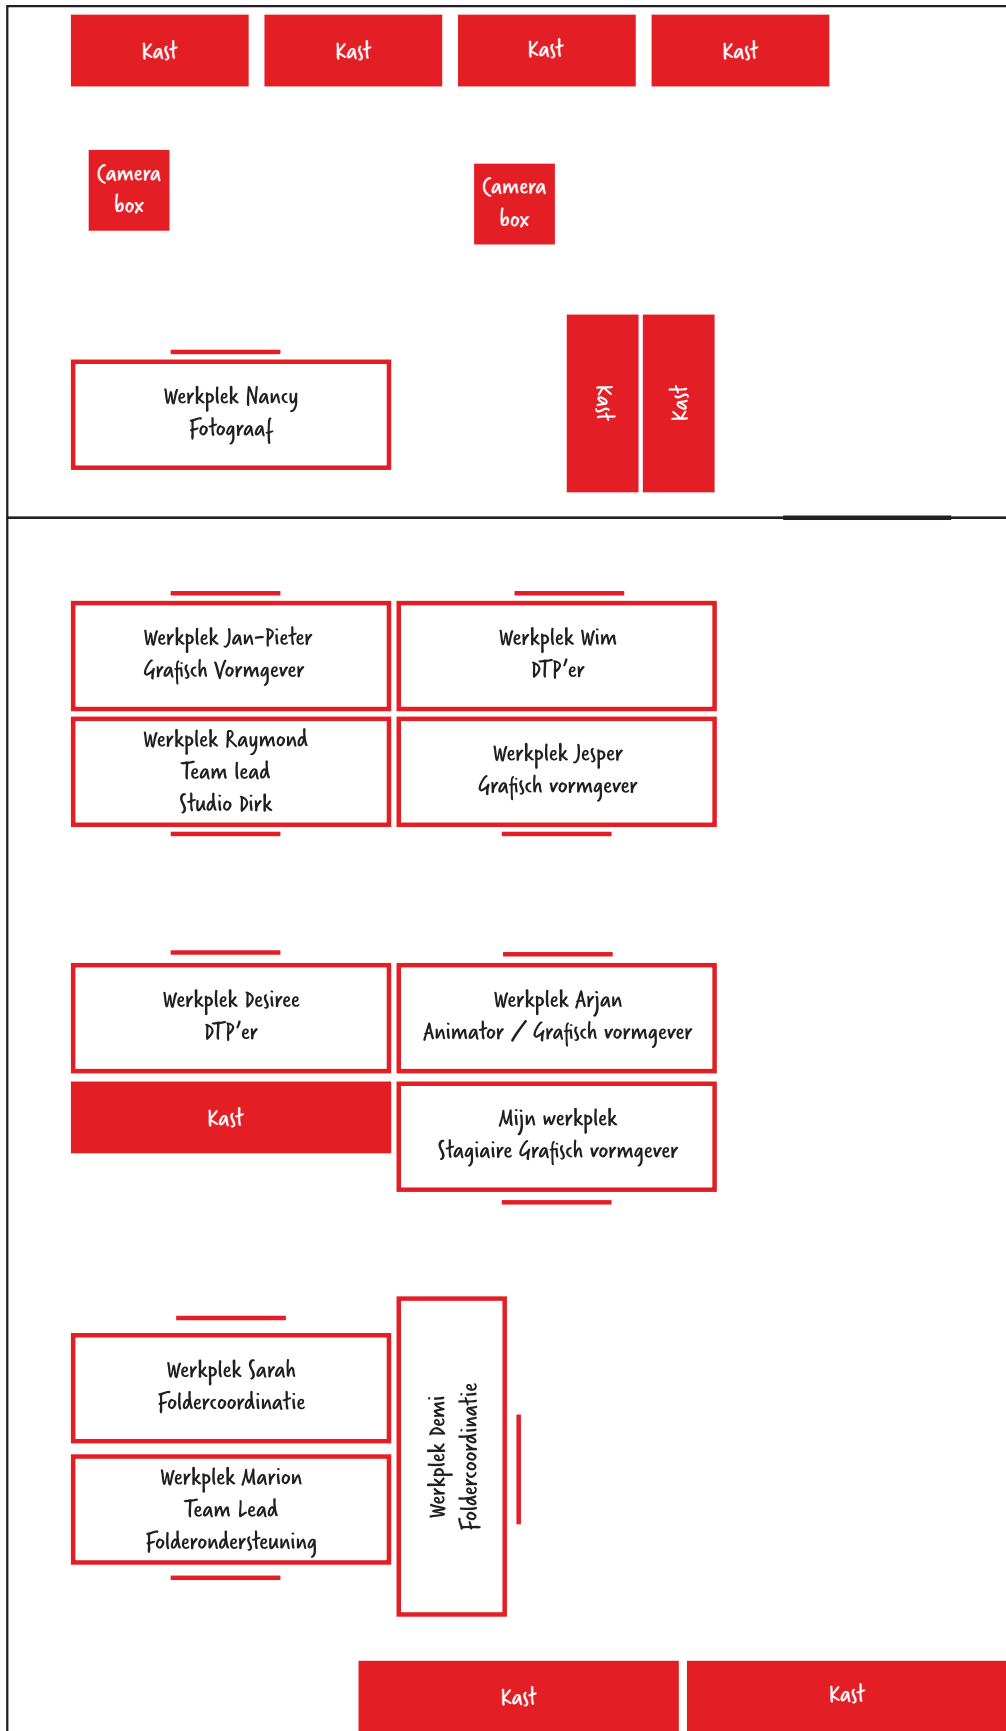 Kast
Kast
Kast
Kast
Camera
box
Camera
box
Kast
Kast
Werkplek Nancy
Fotograaf
Werkplek Jan-Pieter
Grafisch Vormgever
Werkplek Wim
DTP'er
Werkplek Raymond
Team lead
Studio Dirk
Werkplek Jesper
Grafisch vormgever
Werkplek Desiree
DTP'er
Werkplek Arjan
Animator / Grafisch vormgever
Kast
Mijn werkplek
Stagiaire Grafisch vormgever
Werkplek Sarah
Foldercoordinatie
Werkplek Demi
Foldercoordinatie
Werkplek Marion
Team Lead
Folderondersteuning
Kast
Kast